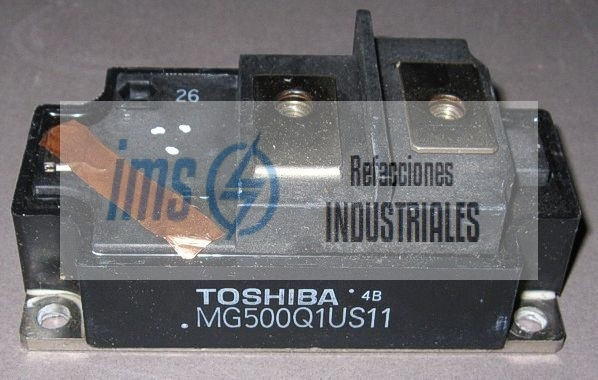 26
ims
Refacciones
INDUSTRIALES
TOSHIBA 4B
MG500Q1US11